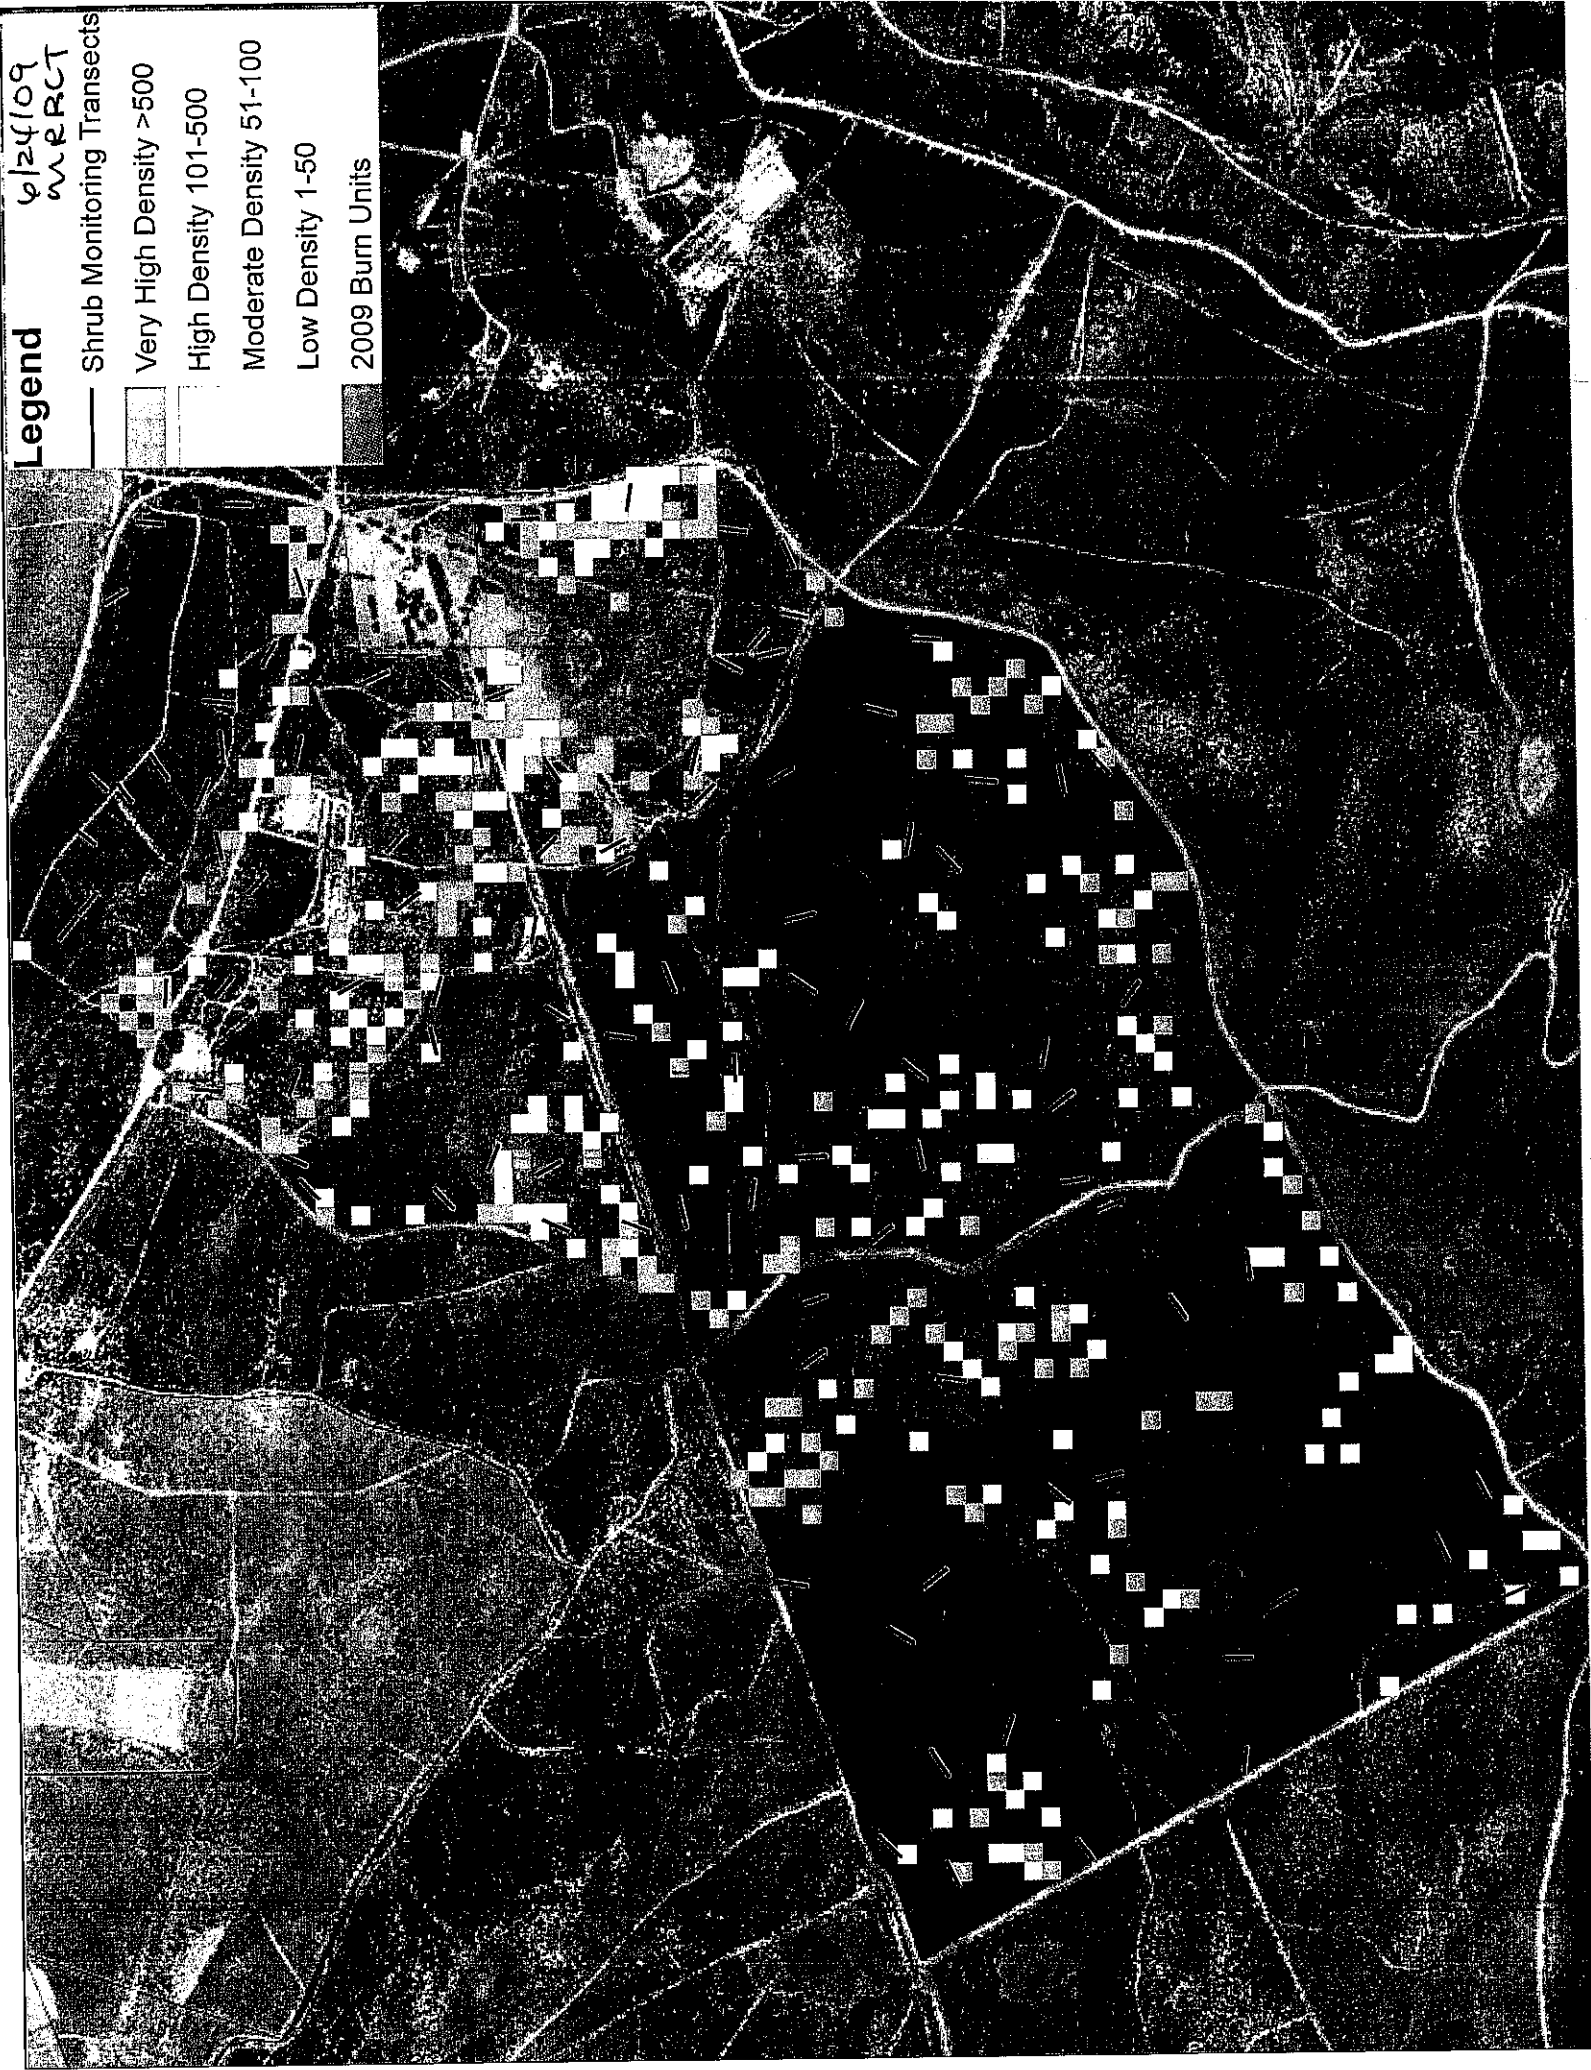 Legend
6/24/09
MRRCT
Shrub Monitoring Transects
Very High Density >500
High Density 101-500
Moderate Density 51-100
Low Density 1-50
2009 Burn Units